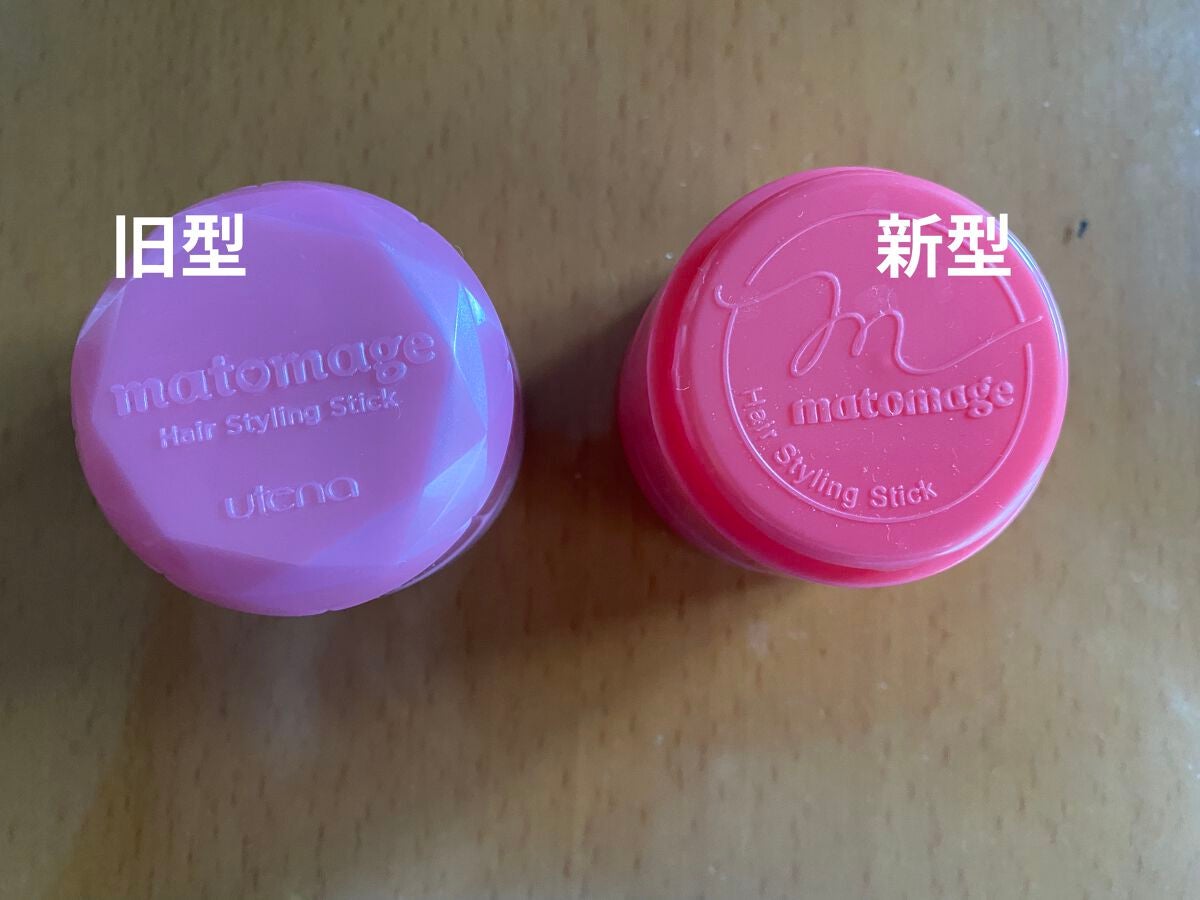 旧型
matomage
Hair Styling Stick
utena
新型
m
matomage
Hair Styling Stick